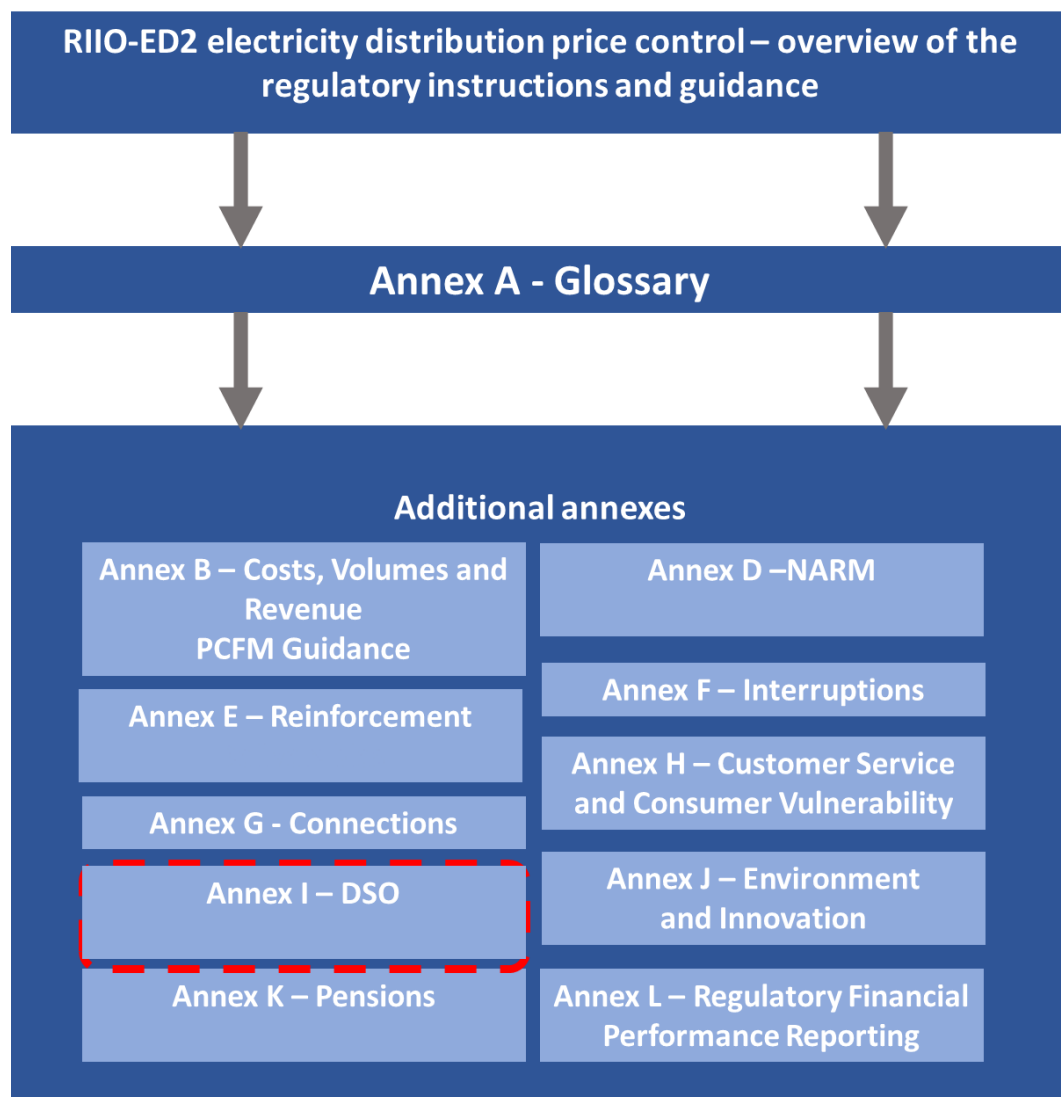 RIIO-ED2 electricity distribution price control – overview of the
regulatory instructions and guidance
Annex A - Glossary
Additional annexes
Annex B – Costs, Volumes and
Revenue
PCFM Guidance
Annex D –NARM
Annex E – Reinforcement
Annex F – Interruptions
Annex G - Connections
Annex H – Customer Service
and Consumer Vulnerability
Annex I – DSO
Annex J – Environment
and Innovation
Annex K – Pensions
Annex L – Regulatory Financial
Performance Reporting